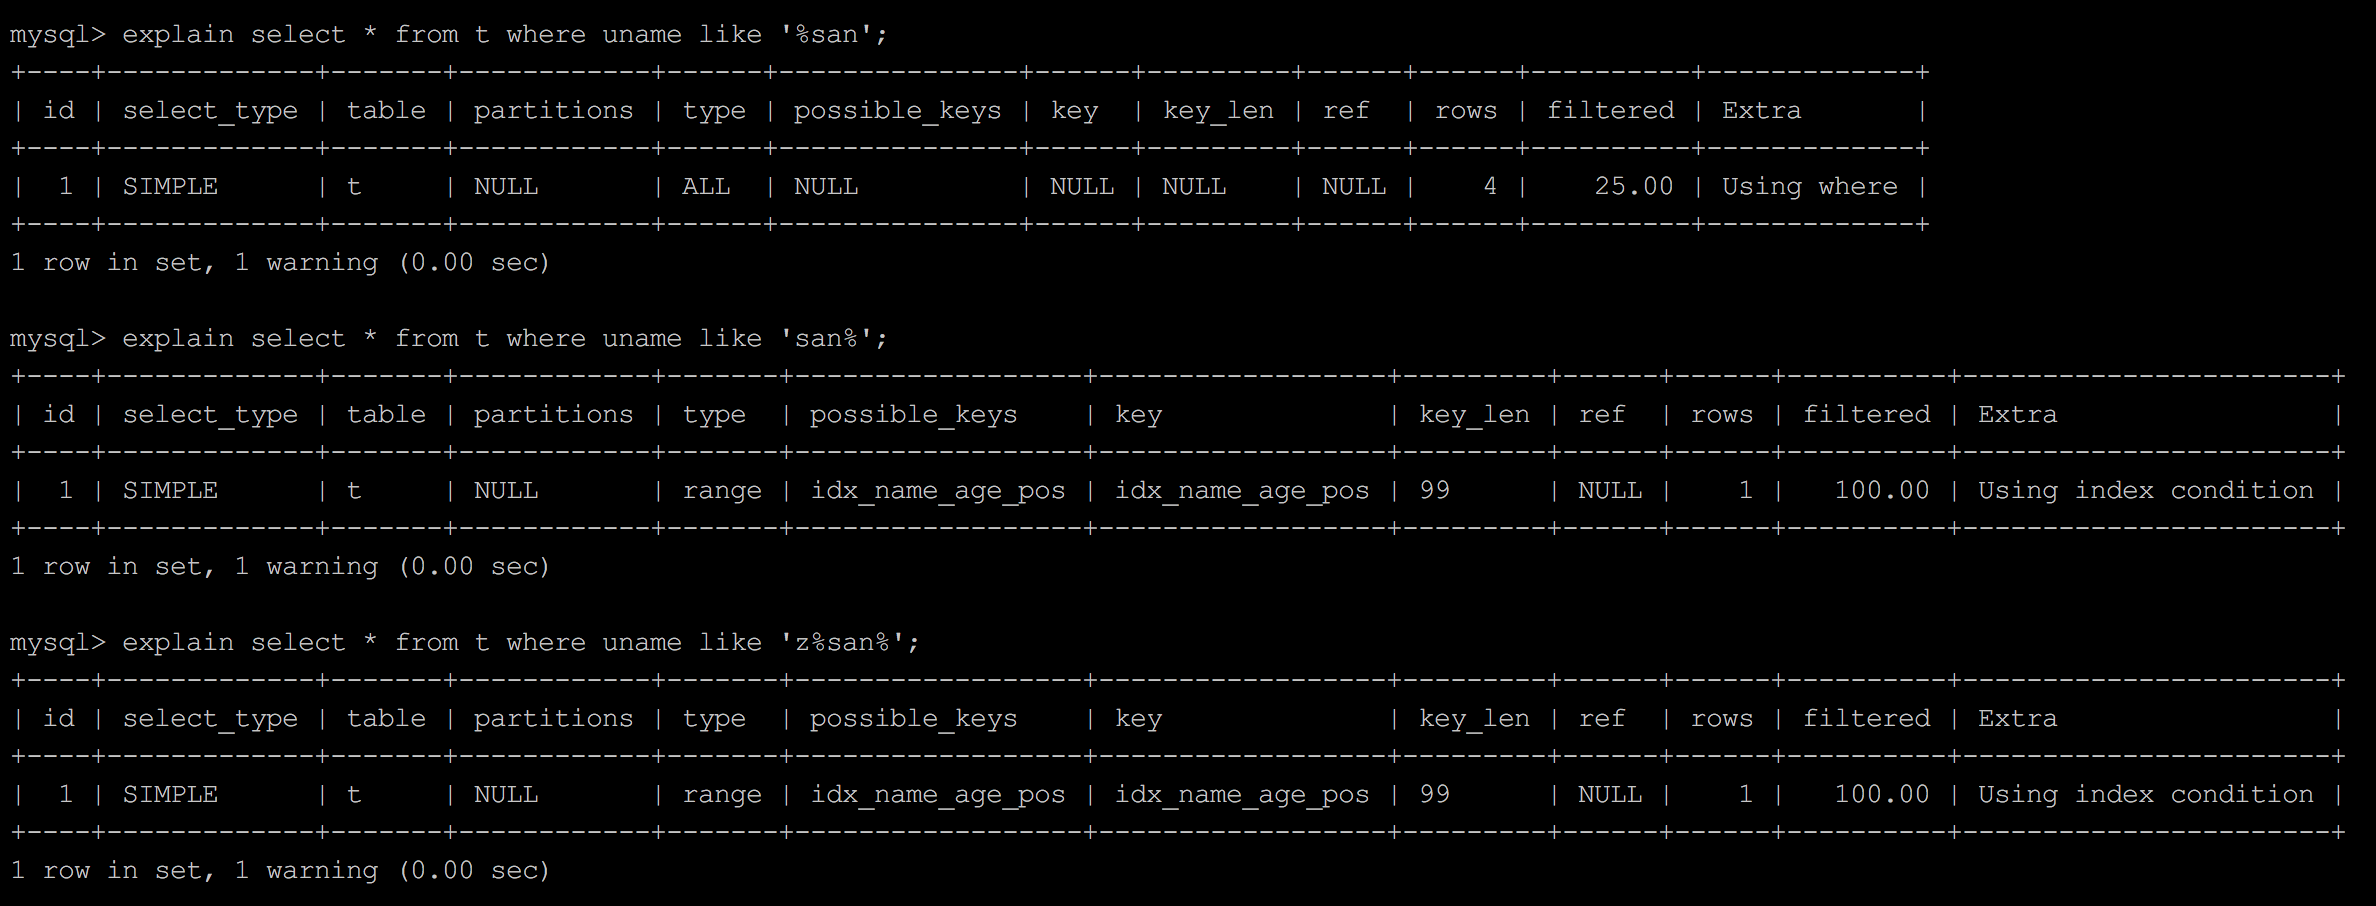 mysql> explain select * from t where uname like '%san';
+----+-------------+-------+------------+------+---------------+------+---------+------+------+----------+-------------+
| id | select_type | table | partitions | type | possible_keys | key  | key_len | ref  | rows | filtered | Extra       |
+----+-------------+-------+------------+------+---------------+------+---------+------+------+----------+-------------+
|  1 | SIMPLE      | t     | NULL       | ALL  | NULL          | NULL | NULL    | NULL |    4 |    25.00 | Using where |
+----+-------------+-------+------------+------+---------------+------+---------+------+------+----------+-------------+
1 row in set, 1 warning (0.00 sec)

mysql> explain select * from t where uname like 'san%';
+----+-------------+-------+------------+-------+------------------+------------------+---------+------+------+----------+-----------------------+
| id | select_type | table | partitions | type  | possible_keys    | key              | key_len | ref  | rows | filtered | Extra                 |
+----+-------------+-------+------------+-------+------------------+------------------+---------+------+------+----------+-----------------------+
|  1 | SIMPLE      | t     | NULL       | range | idx_name_age_pos | idx_name_age_pos | 99      | NULL |    1 |   100.00 | Using index condition |
+----+-------------+-------+------------+-------+------------------+------------------+---------+------+------+----------+-----------------------+
1 row in set, 1 warning (0.00 sec)

mysql> explain select * from t where uname like 'z%san%';
+----+-------------+-------+------------+-------+------------------+------------------+---------+------+------+----------+-----------------------+
| id | select_type | table | partitions | type  | possible_keys    | key              | key_len | ref  | rows | filtered | Extra                 |
+----+-------------+-------+------------+-------+------------------+------------------+---------+------+------+----------+-----------------------+
|  1 | SIMPLE      | t     | NULL       | range | idx_name_age_pos | idx_name_age_pos | 99      | NULL |    1 |   100.00 | Using index condition |
+----+-------------+-------+------------+-------+------------------+------------------+---------+------+------+----------+-----------------------+
1 row in set, 1 warning (0.00 sec)